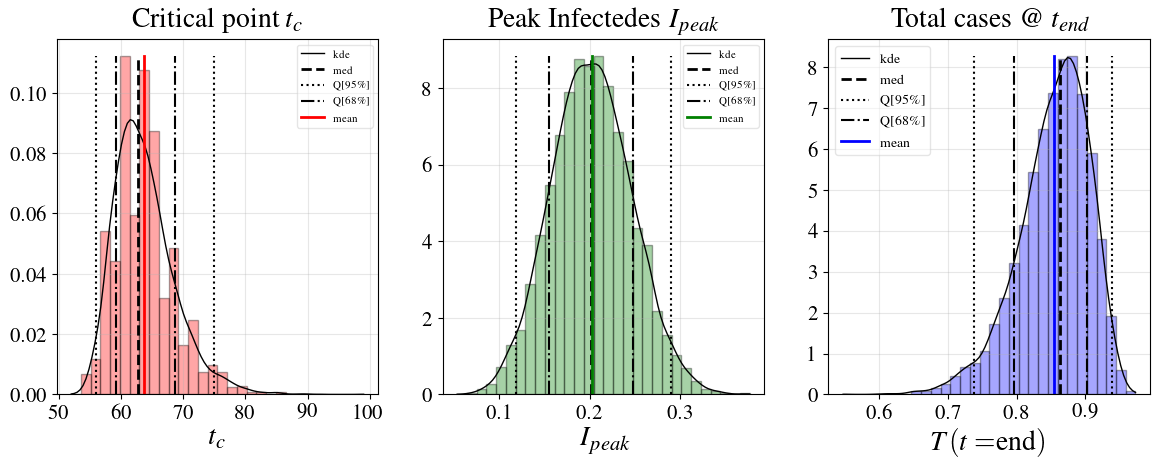 Critical point t_c
0.10
0.08
0.06
0.04
0.02
0.00
50 60 70 80 90 100
t_c
kde
med
Q[95%]
Q[68%]
mean
Peak Infectedes I_peak
8
6
4
2
0
0.1 0.2 0.3
I_peak
kde
med
Q[95%]
Q[68%]
mean
Total cases @ t_end
8
7
6
5
4
3
2
1
0
0.6 0.7 0.8 0.9
T (t =end)
kde
med
Q[95%]
Q[68%]
mean